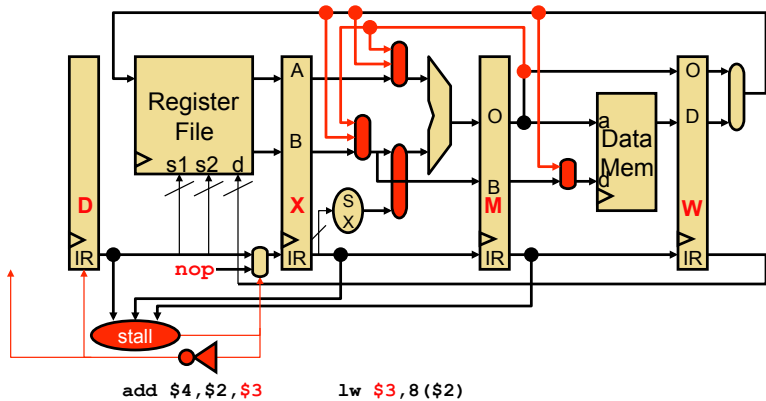 A
O
O
Register
File
B
O
a
D
Data
Mem
s1 s2 d
S
X
B
d
D
X
M
W
IR
IR
IR
IR
nop
stall
add $4,$2,$3
lw $3,8($2)